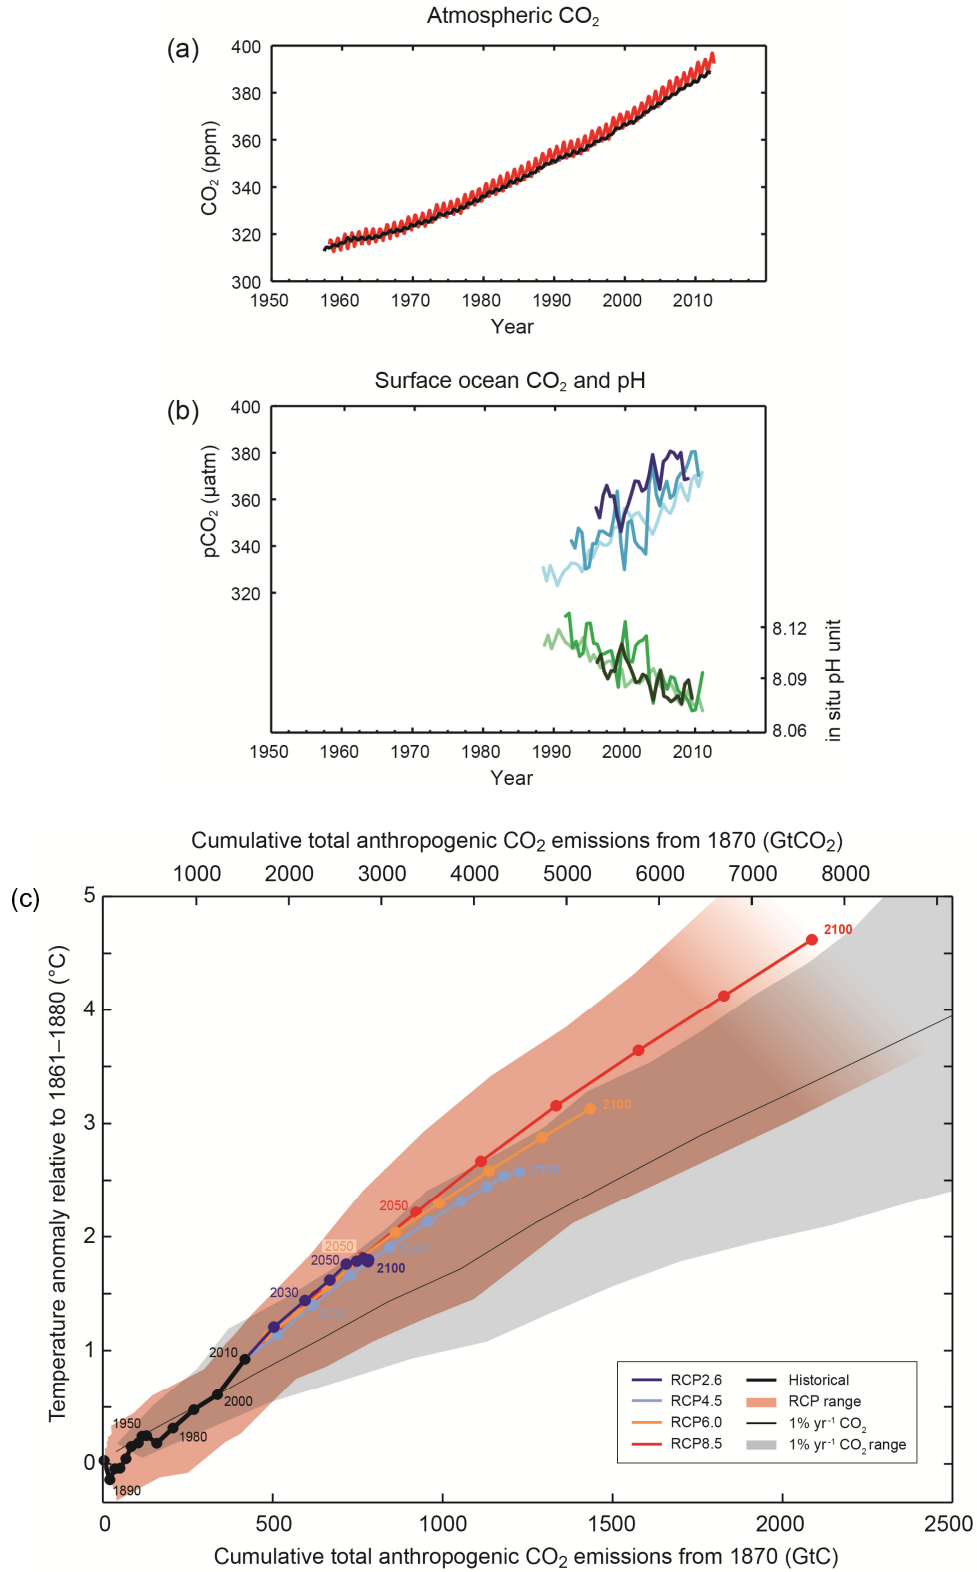 Atmospheric CO₂
(a)
400
380
360
340
320
300
CO₂ (ppm)
1950 1960 1970 1980 1990 2000 2010
Year
Surface ocean CO₂ and pH
(b)
400
380
360
340
320
pCO₂ (µatm)
8.12
8.09
8.06
in situ pH unit
1950 1960 1970 1980 1990 2000 2010
Year
Cumulative total anthropogenic CO₂ emissions from 1870 (GtCO₂)
1000 2000 3000 4000 5000 6000 7000 8000
(c)
5
4
3
2
1
0
Temperature anomaly relative to 1861–1880 (°C)
2100
2100
2100
2050
2050
2050
2100
2030
2010
2000
1980
1950
1890
RCP2.6
RCP4.5
RCP6.0
RCP8.5
Historical
RCP range
1% yr⁻¹ CO₂
1% yr⁻¹ CO₂ range
0 500 1000 1500 2000 2500
Cumulative total anthropogenic CO₂ emissions from 1870 (GtC)